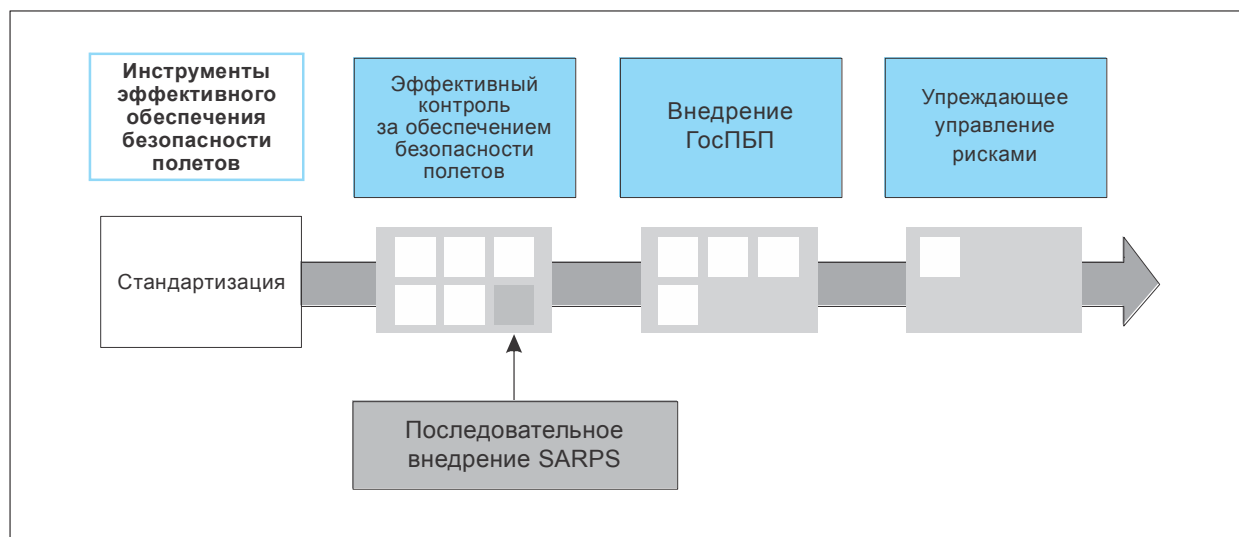 Инструменты
эффективного
обеспечения
безопасности
полетов
Эффективный
контроль
за обеспечением
безопасности
полетов
Внедрение
ГосПБП
Упреждающее
управление
рисками
Стандартизация
Последовательное
внедрение SARPS